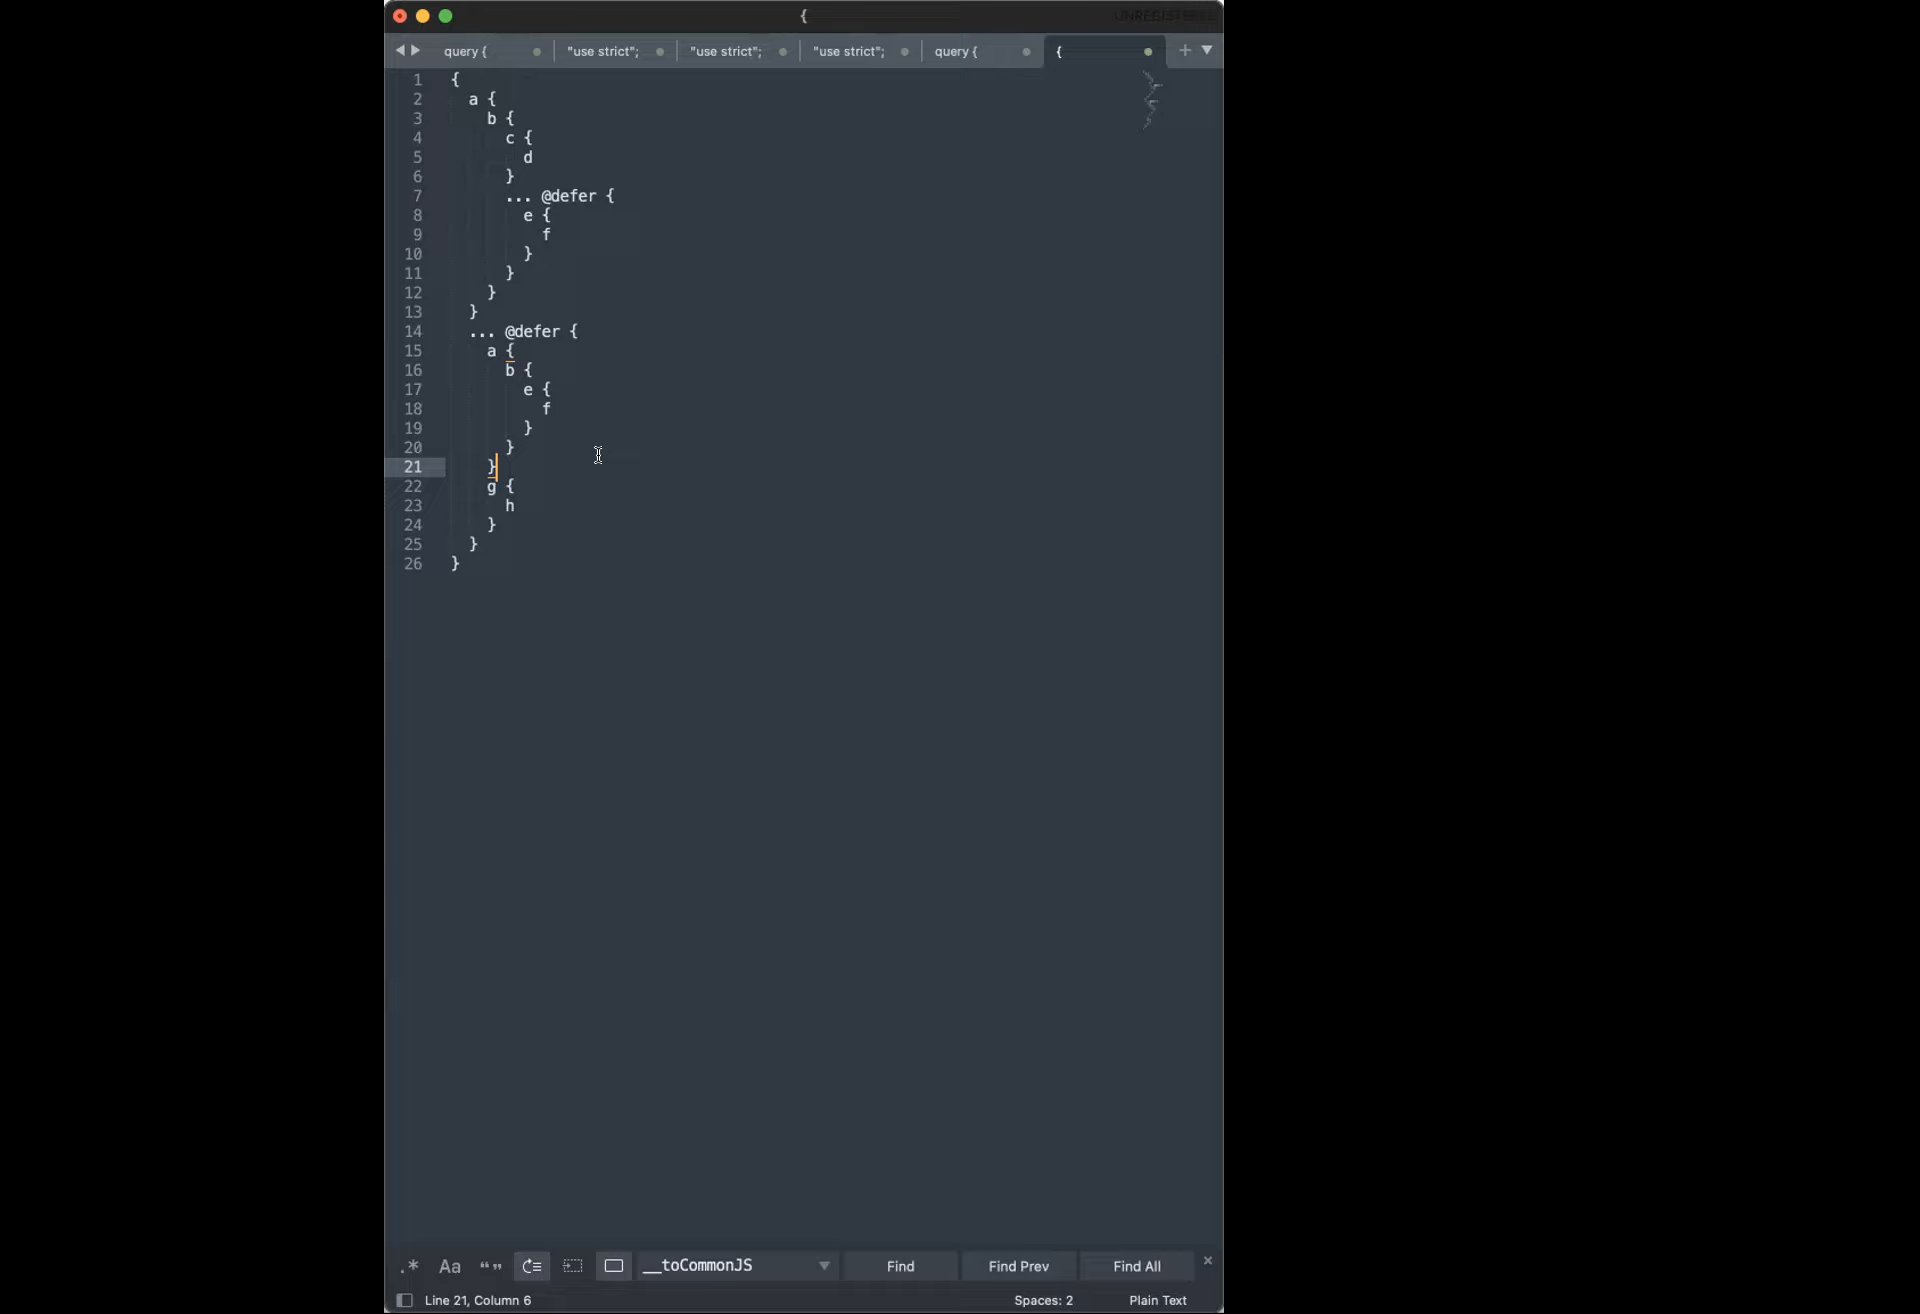 {
UNREGISTERED
query {
"use strict";
"use strict";
"use strict";
query {
{
1 {
2 a {
3 b {
4 c {
5 d
6 }
7 ... @defer {
8 e {
9 f
10 }
11 }
12 }
13 }
14 ... @defer {
15 a {
16 b {
17 e {
18 f
19 }
20 }
21 }
22 g {
23 h
24 }
25 }
26 }
.* Aa “” __toCommonJS Find Find Prev Find All
Line 21, Column 6 Spaces: 2 Plain Text